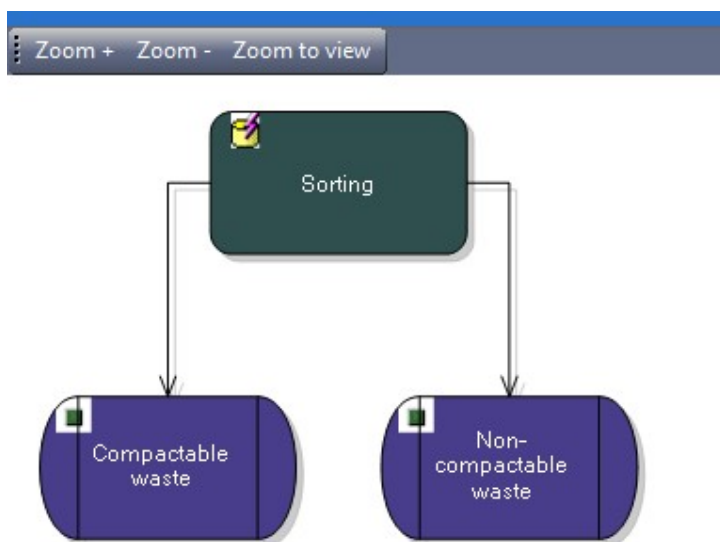 Zoom + Zoom - Zoom to view
Sorting
Compactable
waste
Non-
compactable
waste